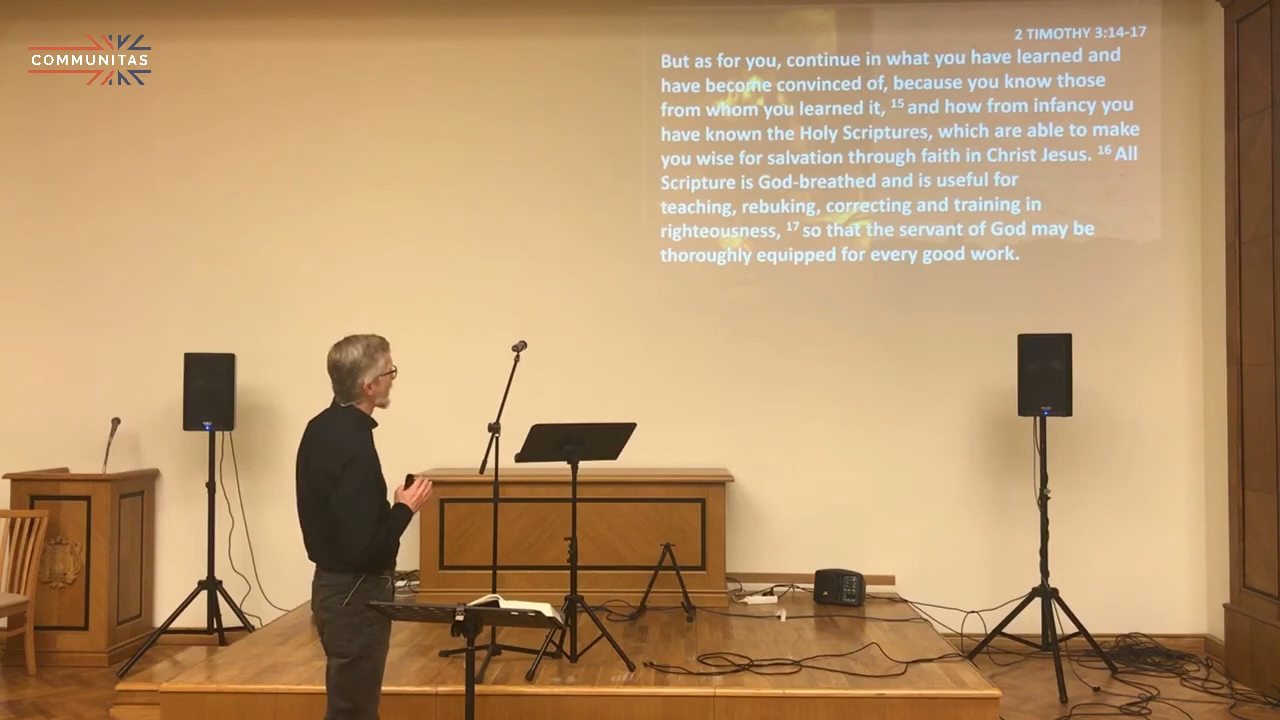 COMMUNITAS
2 TIMOTHY 3:14-17
But as for you, continue in what you have learned and
have become convinced of, because you know those
from whom you learned it, 15 and how from infancy you
have known the Holy Scriptures, which are able to make
you wise for salvation through faith in Christ Jesus. 16 All
Scripture is God-breathed and is useful for
teaching, rebuking, correcting and training in
righteousness, 17 so that the servant of God may be
thoroughly equipped for every good work.